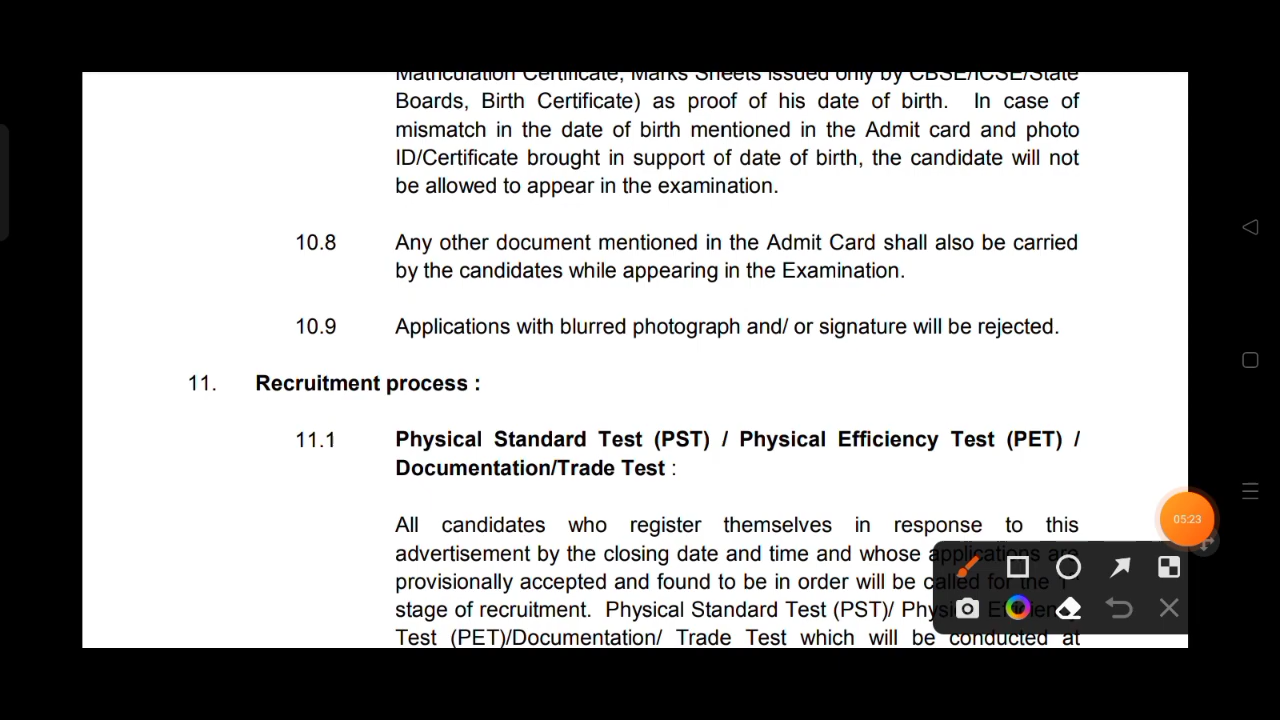 Matriculation Certificate, Marks Sheets issued only by CBSE/ICSE/State
Boards, Birth Certificate) as proof of his date of birth. In case of
mismatch in the date of birth mentioned in the Admit card and photo
ID/Certificate brought in support of date of birth, the candidate will not
be allowed to appear in the examination.
10.8 Any other document mentioned in the Admit Card shall also be carried
by the candidates while appearing in the Examination.
10.9 Applications with blurred photograph and/ or signature will be rejected.
11. Recruitment process :
11.1 Physical Standard Test (PST) / Physical Efficiency Test (PET) /
Documentation/Trade Test :
All candidates who register themselves in response to this
advertisement by the closing date and time and whose applications are
provisionally accepted and found to be in order will be called for the 1
stage of recruitment. Physical Standard Test (PST)/ Physical Efficiency
Test (PET)/Documentation/ Trade Test which will be conducted at
05:23